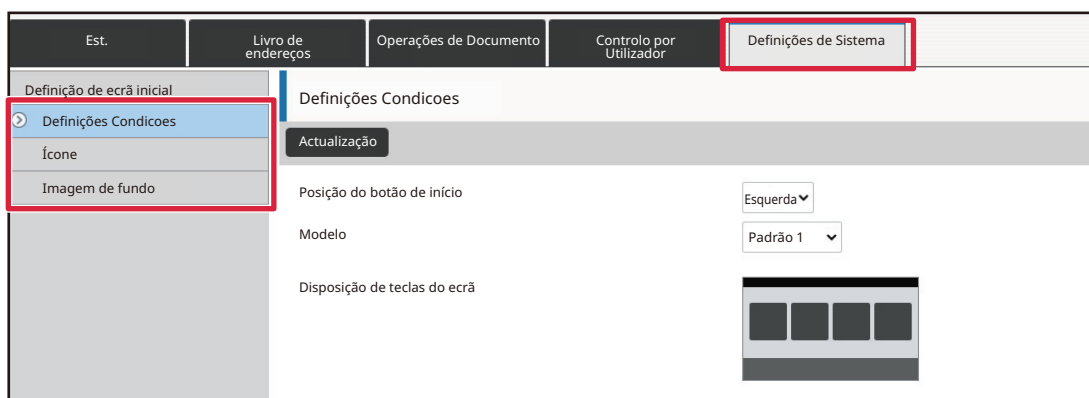 Est.
Livro de
endereços
Operações de Documento
Controlo por
Utilizador
Definições de Sistema
Definição de ecrã inicial
Definições Condicoes
Ícone
Imagem de fundo
Definições Condicoes
Actualização
Posição do botão de início
Esquerda
Modelo
Padrão 1
Disposição de teclas do ecrã